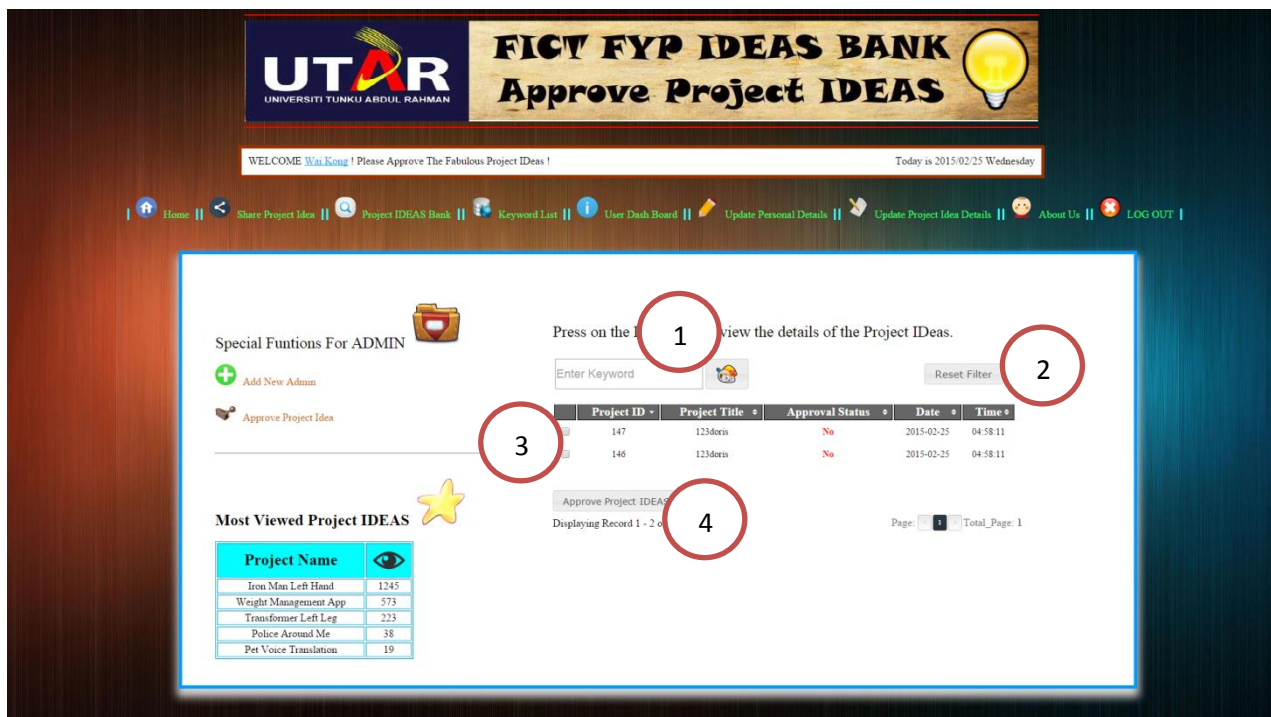 UTAR
UNIVERSITI TUNKU ABDUL RAHMAN
FICT FYP IDEAS BANK
Approve Project IDEAS
WELCOME Wai Kong ! Please Approve The Fabulous Project IDeas !
Today is 2015/02/25 Wednesday
| Home || Share Project Idea || Project IDEAS Bank || Keyword List || User Dash Board || Update Personal Details || Update Project Idea Details || About Us || LOG OUT |
Special Funtions For ADMIN
Add New Admin
Approve Project Idea
Most Viewed Project IDEAS
Project Name
Iron Man Left Hand 1245
Weight Management App 573
Transformer Left Leg 223
Police Around Me 38
Pet Voice Translation 19
Press on the view the details of the Project IDeas.
1
Enter Keyword
Reset Filter
2
Project ID Project Title Approval Status Date Time
147 123doris No 2015-02-25 04:58:11
146 123doris No 2015-02-25 04:58:11
3
Approve Project IDEAS
4
Displaying Record 1 - 2
Page: 1 Total_Page: 1